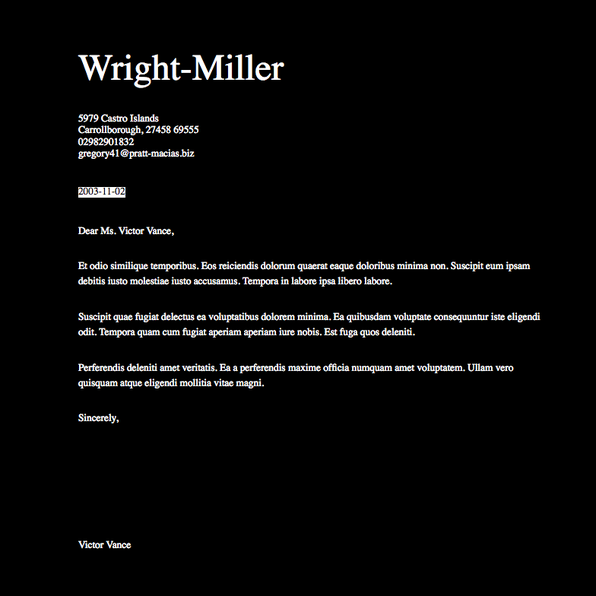 Wright-Miller
5979 Castro Islands
Carrollborough, 27458 69555
02982901832
gregory41@pratt-macias.biz
2003-11-02
Dear Ms. Victor Vance,
Et odio similique temporibus. Eos reiciendis dolorum quaerat eaque doloribus minima non. Suscipit eum ipsam
debitis iusto molestiae iusto accusamus. Tempora in labore ipsa libero labore.
Suscipit quae fugiat delectus ea voluptatibus dolorem minima. Ea quibusdam voluptate consequuntur iste eligendi
odit. Tempora quam cum fugiat aperiam aperiam iure nobis. Est fuga quos deleniti.
Perferendis deleniti amet veritatis. Ea a perferendis maxime officia numquam amet voluptatem. Ullam vero
quisquam atque eligendi mollitia vitae magni.
Sincerely,
Victor Vance